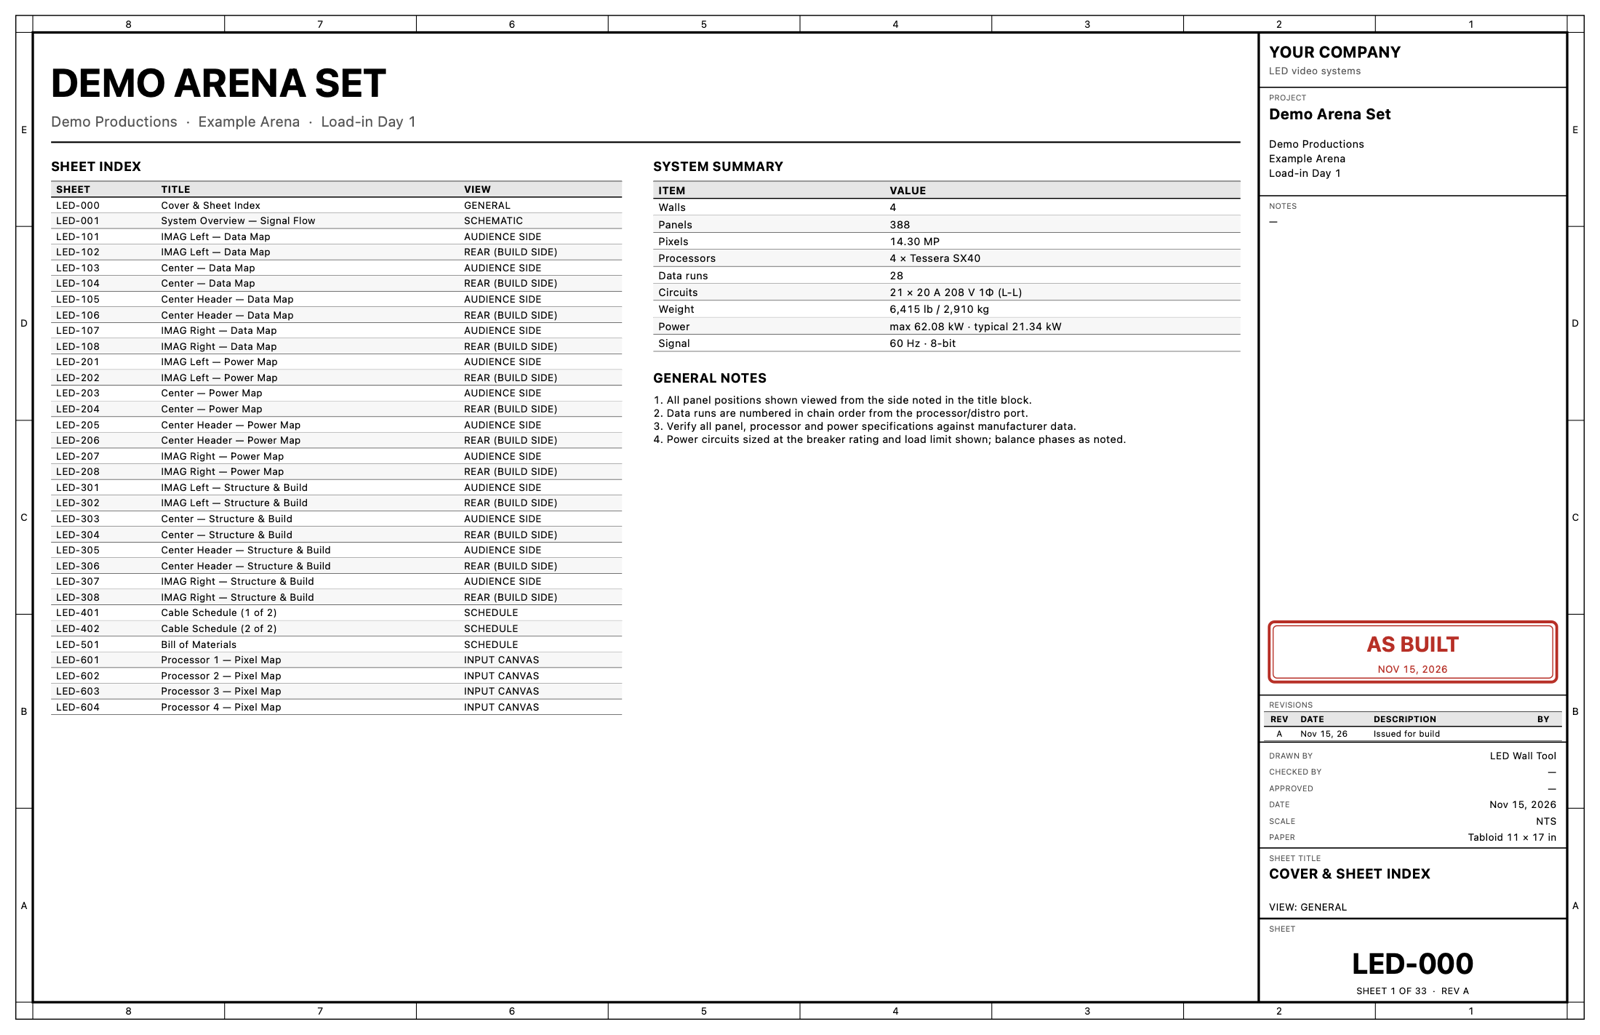 8 7 6 5 4 3 2 1
E
D
C
B
A
DEMO ARENA SET
Demo Productions · Example Arena · Load-in Day 1
SHEET INDEX
SHEET TITLE VIEW
LED-000 Cover & Sheet Index GENERAL
LED-001 System Overview — Signal Flow SCHEMATIC
LED-101 IMAG Left — Data Map AUDIENCE SIDE
LED-102 IMAG Left — Data Map REAR (BUILD SIDE)
LED-103 Center — Data Map AUDIENCE SIDE
LED-104 Center — Data Map REAR (BUILD SIDE)
LED-105 Center Header — Data Map AUDIENCE SIDE
LED-106 Center Header — Data Map REAR (BUILD SIDE)
LED-107 IMAG Right — Data Map AUDIENCE SIDE
LED-108 IMAG Right — Data Map REAR (BUILD SIDE)
LED-201 IMAG Left — Power Map AUDIENCE SIDE
LED-202 IMAG Left — Power Map REAR (BUILD SIDE)
LED-203 Center — Power Map AUDIENCE SIDE
LED-204 Center — Power Map REAR (BUILD SIDE)
LED-205 Center Header — Power Map AUDIENCE SIDE
LED-206 Center Header — Power Map REAR (BUILD SIDE)
LED-207 IMAG Right — Power Map AUDIENCE SIDE
LED-208 IMAG Right — Power Map REAR (BUILD SIDE)
LED-301 IMAG Left — Structure & Build AUDIENCE SIDE
LED-302 IMAG Left — Structure & Build REAR (BUILD SIDE)
LED-303 Center — Structure & Build AUDIENCE SIDE
LED-304 Center — Structure & Build REAR (BUILD SIDE)
LED-305 Center Header — Structure & Build AUDIENCE SIDE
LED-306 Center Header — Structure & Build REAR (BUILD SIDE)
LED-307 IMAG Right — Structure & Build AUDIENCE SIDE
LED-308 IMAG Right — Structure & Build REAR (BUILD SIDE)
LED-401 Cable Schedule (1 of 2) SCHEDULE
LED-402 Cable Schedule (2 of 2) SCHEDULE
LED-501 Bill of Materials SCHEDULE
LED-601 Processor 1 — Pixel Map INPUT CANVAS
LED-602 Processor 2 — Pixel Map INPUT CANVAS
LED-603 Processor 3 — Pixel Map INPUT CANVAS
LED-604 Processor 4 — Pixel Map INPUT CANVAS
SYSTEM SUMMARY
ITEM VALUE
Walls 4
Panels 388
Pixels 14.30 MP
Processors 4 × Tessera SX40
Data runs 28
Circuits 21 × 20 A 208 V 1Φ (L-L)
Weight 6,415 lb / 2,910 kg
Power max 62.08 kW · typical 21.34 kW
Signal 60 Hz · 8-bit
GENERAL NOTES
1. All panel positions shown viewed from the side noted in the title block.
2. Data runs are numbered in chain order from the processor/distro port.
3. Verify all panel, processor and power specifications against manufacturer data.
4. Power circuits sized at the breaker rating and load limit shown; balance phases as noted.
YOUR COMPANY
LED video systems
PROJECT
Demo Arena Set
Demo Productions
Example Arena
Load-in Day 1
NOTES
—
AS BUILT
NOV 15, 2026
REVISIONS
REV DATE DESCRIPTION BY
A Nov 15, 26 Issued for build
DRAWN BY LED Wall Tool
CHECKED BY —
APPROVED —
DATE Nov 15, 2026
SCALE NTS
PAPER Tabloid 11 × 17 in
SHEET TITLE
COVER & SHEET INDEX
VIEW: GENERAL
SHEET
LED-000
SHEET 1 OF 33 · REV A
E
D
C
B
A
8 7 6 5 4 3 2 1